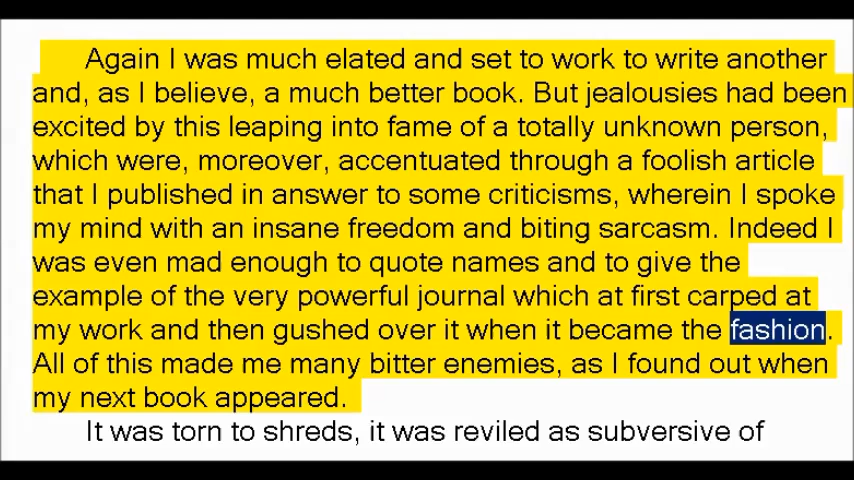 Again I was much elated and set to work to write another
and, as I believe, a much better book. But jealousies had been
excited by this leaping into fame of a totally unknown person,
which were, moreover, accentuated through a foolish article
that I published in answer to some criticisms, wherein I spoke
my mind with an insane freedom and biting sarcasm. Indeed I
was even mad enough to quote names and to give the
example of the very powerful journal which at first carped at
my work and then gushed over it when it became the fashion.
All of this made me many bitter enemies, as I found out when
my next book appeared.
It was torn to shreds, it was reviled as subversive of